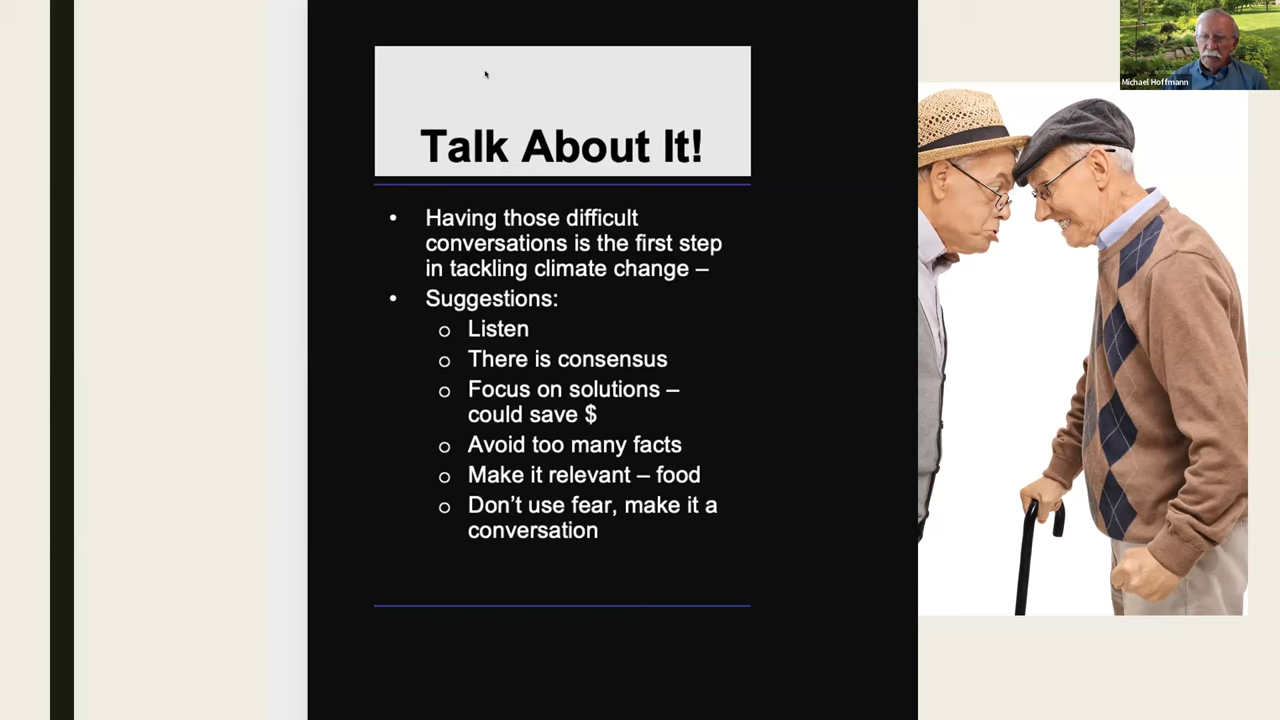 Michael Hoffmann
Talk About It!
• Having those difficult
conversations is the first step
in tackling climate change –
• Suggestions:
o Listen
o There is consensus
o Focus on solutions –
could save $
o Avoid too many facts
o Make it relevant – food
o Don’t use fear, make it a
conversation